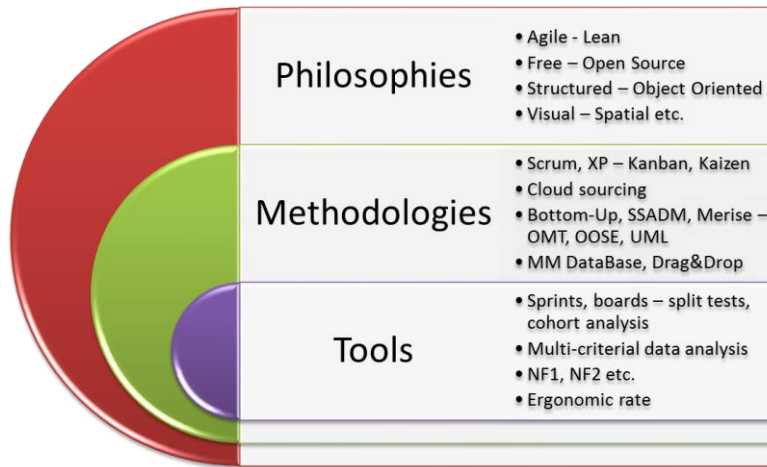 Philosophies
• Agile - Lean
• Free – Open Source
• Structured – Object Oriented
• Visual – Spatial etc.
Methodologies
• Scrum, XP – Kanban, Kaizen
• Cloud sourcing
• Bottom-Up, SSADM, Merise –
OMT, OOSE, UML
• MM DataBase, Drag&Drop
Tools
• Sprints, boards – split tests,
cohort analysis
• Multi-criterial data analysis
• NF1, NF2 etc.
• Ergonomic rate